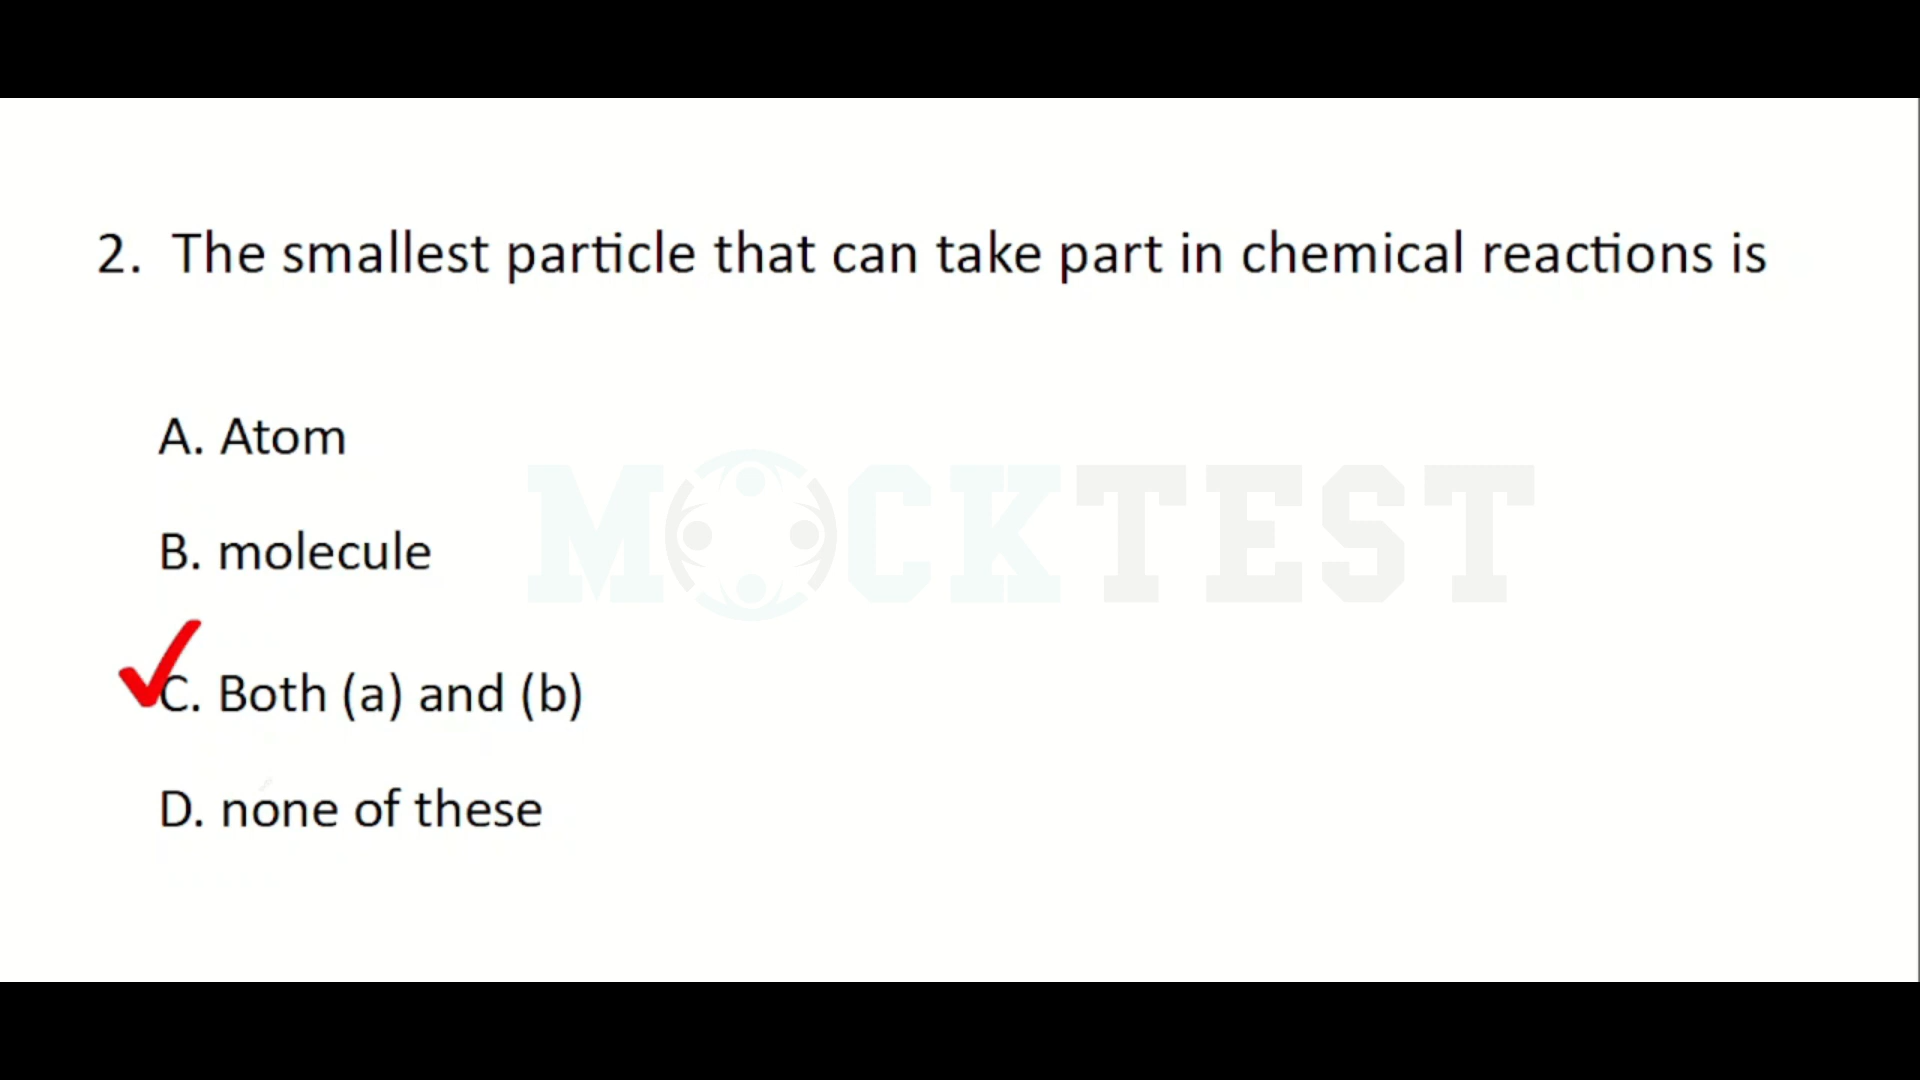 2. The smallest particle that can take part in chemical reactions is
A. Atom
MOCKTEST
B. molecule
C. Both (a) and (b)
D. none of these